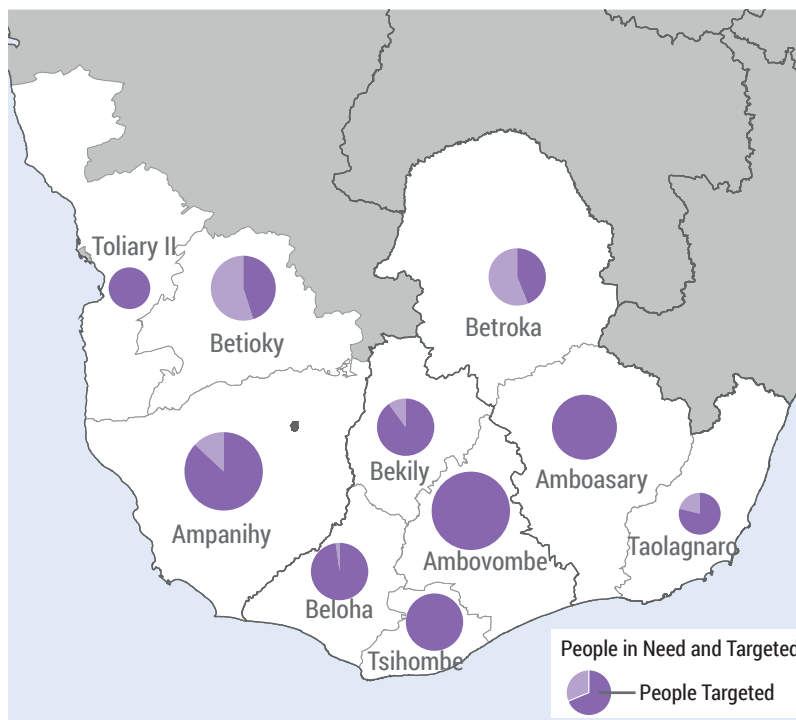 Toliary II
Betioky
Betroka
Bekily
Amboasary
Ampanihy
Ambovombe
Taolagnaro
Beloha
Tsihombe
People in Need and Targeted
People Targeted